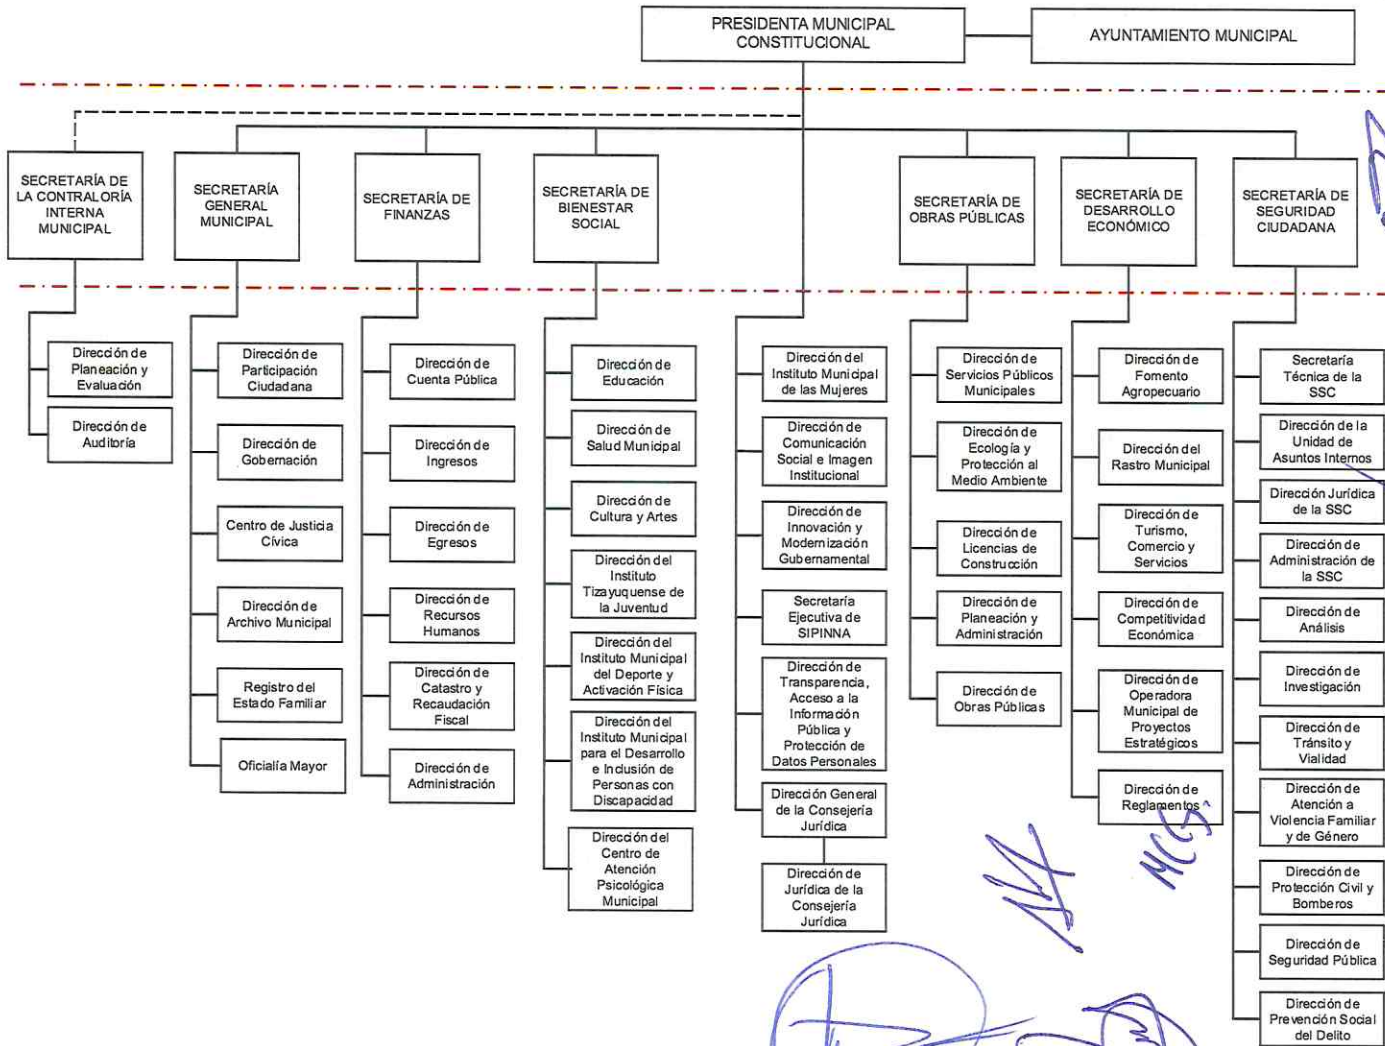 PRESIDENTA MUNICIPAL
CONSTITUCIONAL
AYUNTAMIENTO MUNICIPAL
SECRETARÍA DE
LA CONTRALORÍA
INTERNA
MUNICIPAL
SECRETARÍA
GENERAL
MUNICIPAL
SECRETARÍA DE
FINANZAS
SECRETARÍA DE
BIENESTAR
SOCIAL
SECRETARÍA DE
OBRAS PÚBLICAS
SECRETARÍA DE
DESARROLLO
ECONÓMICO
SECRETARÍA DE
SEGURIDAD
CIUDADANA
Dirección de
Planeación y
Evaluación
Dirección de
Auditoría
Dirección de
Participación
Ciudadana
Dirección de
Gobernación
Centro de Justicia
Cívica
Dirección de
Archivo Municipal
Registro del
Estado Familiar
Oficialía Mayor
Dirección de
Cuenta Pública
Dirección de
Ingresos
Dirección de
Egresos
Dirección de
Recursos
Humanos
Dirección de
Catastro y
Recaudación
Fiscal
Dirección de
Administración
Dirección de
Educación
Dirección de
Salud Municipal
Dirección de
Cultura y Artes
Dirección del
Instituto
Tizayuquense de
la Juventud
Dirección del
Instituto Municipal
del Deporte y
Activación Física
Dirección del
Instituto Municipal
para el Desarrollo
e Inclusión de
Personas con
Discapacidad
Dirección del
Centro de
Atención
Psicológica
Municipal
Dirección del
Instituto Municipal
de las Mujeres
Dirección de
Comunicación
Social e Imagen
Institucional
Dirección de
Innovación y
Modernización
Gubernamental
Secretaría
Ejecutiva de
SIPINNA
Dirección de
Transparencia,
Acceso a la
Información
Pública y
Protección de
Datos Personales
Dirección General
de la Consejería
Jurídica
Dirección de
Jurídica de la
Consejería
Jurídica
Dirección de
Servicios Públicos
Municipales
Dirección de
Ecología y
Protección al
Medio Ambiente
Dirección de
Licencias de
Construcción
Dirección de
Planeación y
Administración
Dirección de
Obras Públicas
Dirección de
Fomento
Agropecuario
Dirección del
Rastro Municipal
Dirección de
Turismo,
Comercio y
Servicios
Dirección de
Competitividad
Económica
Dirección de
Operadora
Municipal de
Proyectos
Estratégicos
Dirección de
Reglamentos
Secretaría
Técnica de la
SSC
Dirección de la
Unidad de
Asuntos Internos
Dirección Jurídica
de la SSC
Dirección de
Administración de
la SSC
Dirección de
Análisis
Dirección de
Investigación
Dirección de
Tránsito y
Vialidad
Dirección de
Atención a
Violencia Familiar
y de Género
Dirección de
Protección Civil y
Bomberos
Dirección de
Seguridad Pública
Dirección de
Prevención Social
del Delito